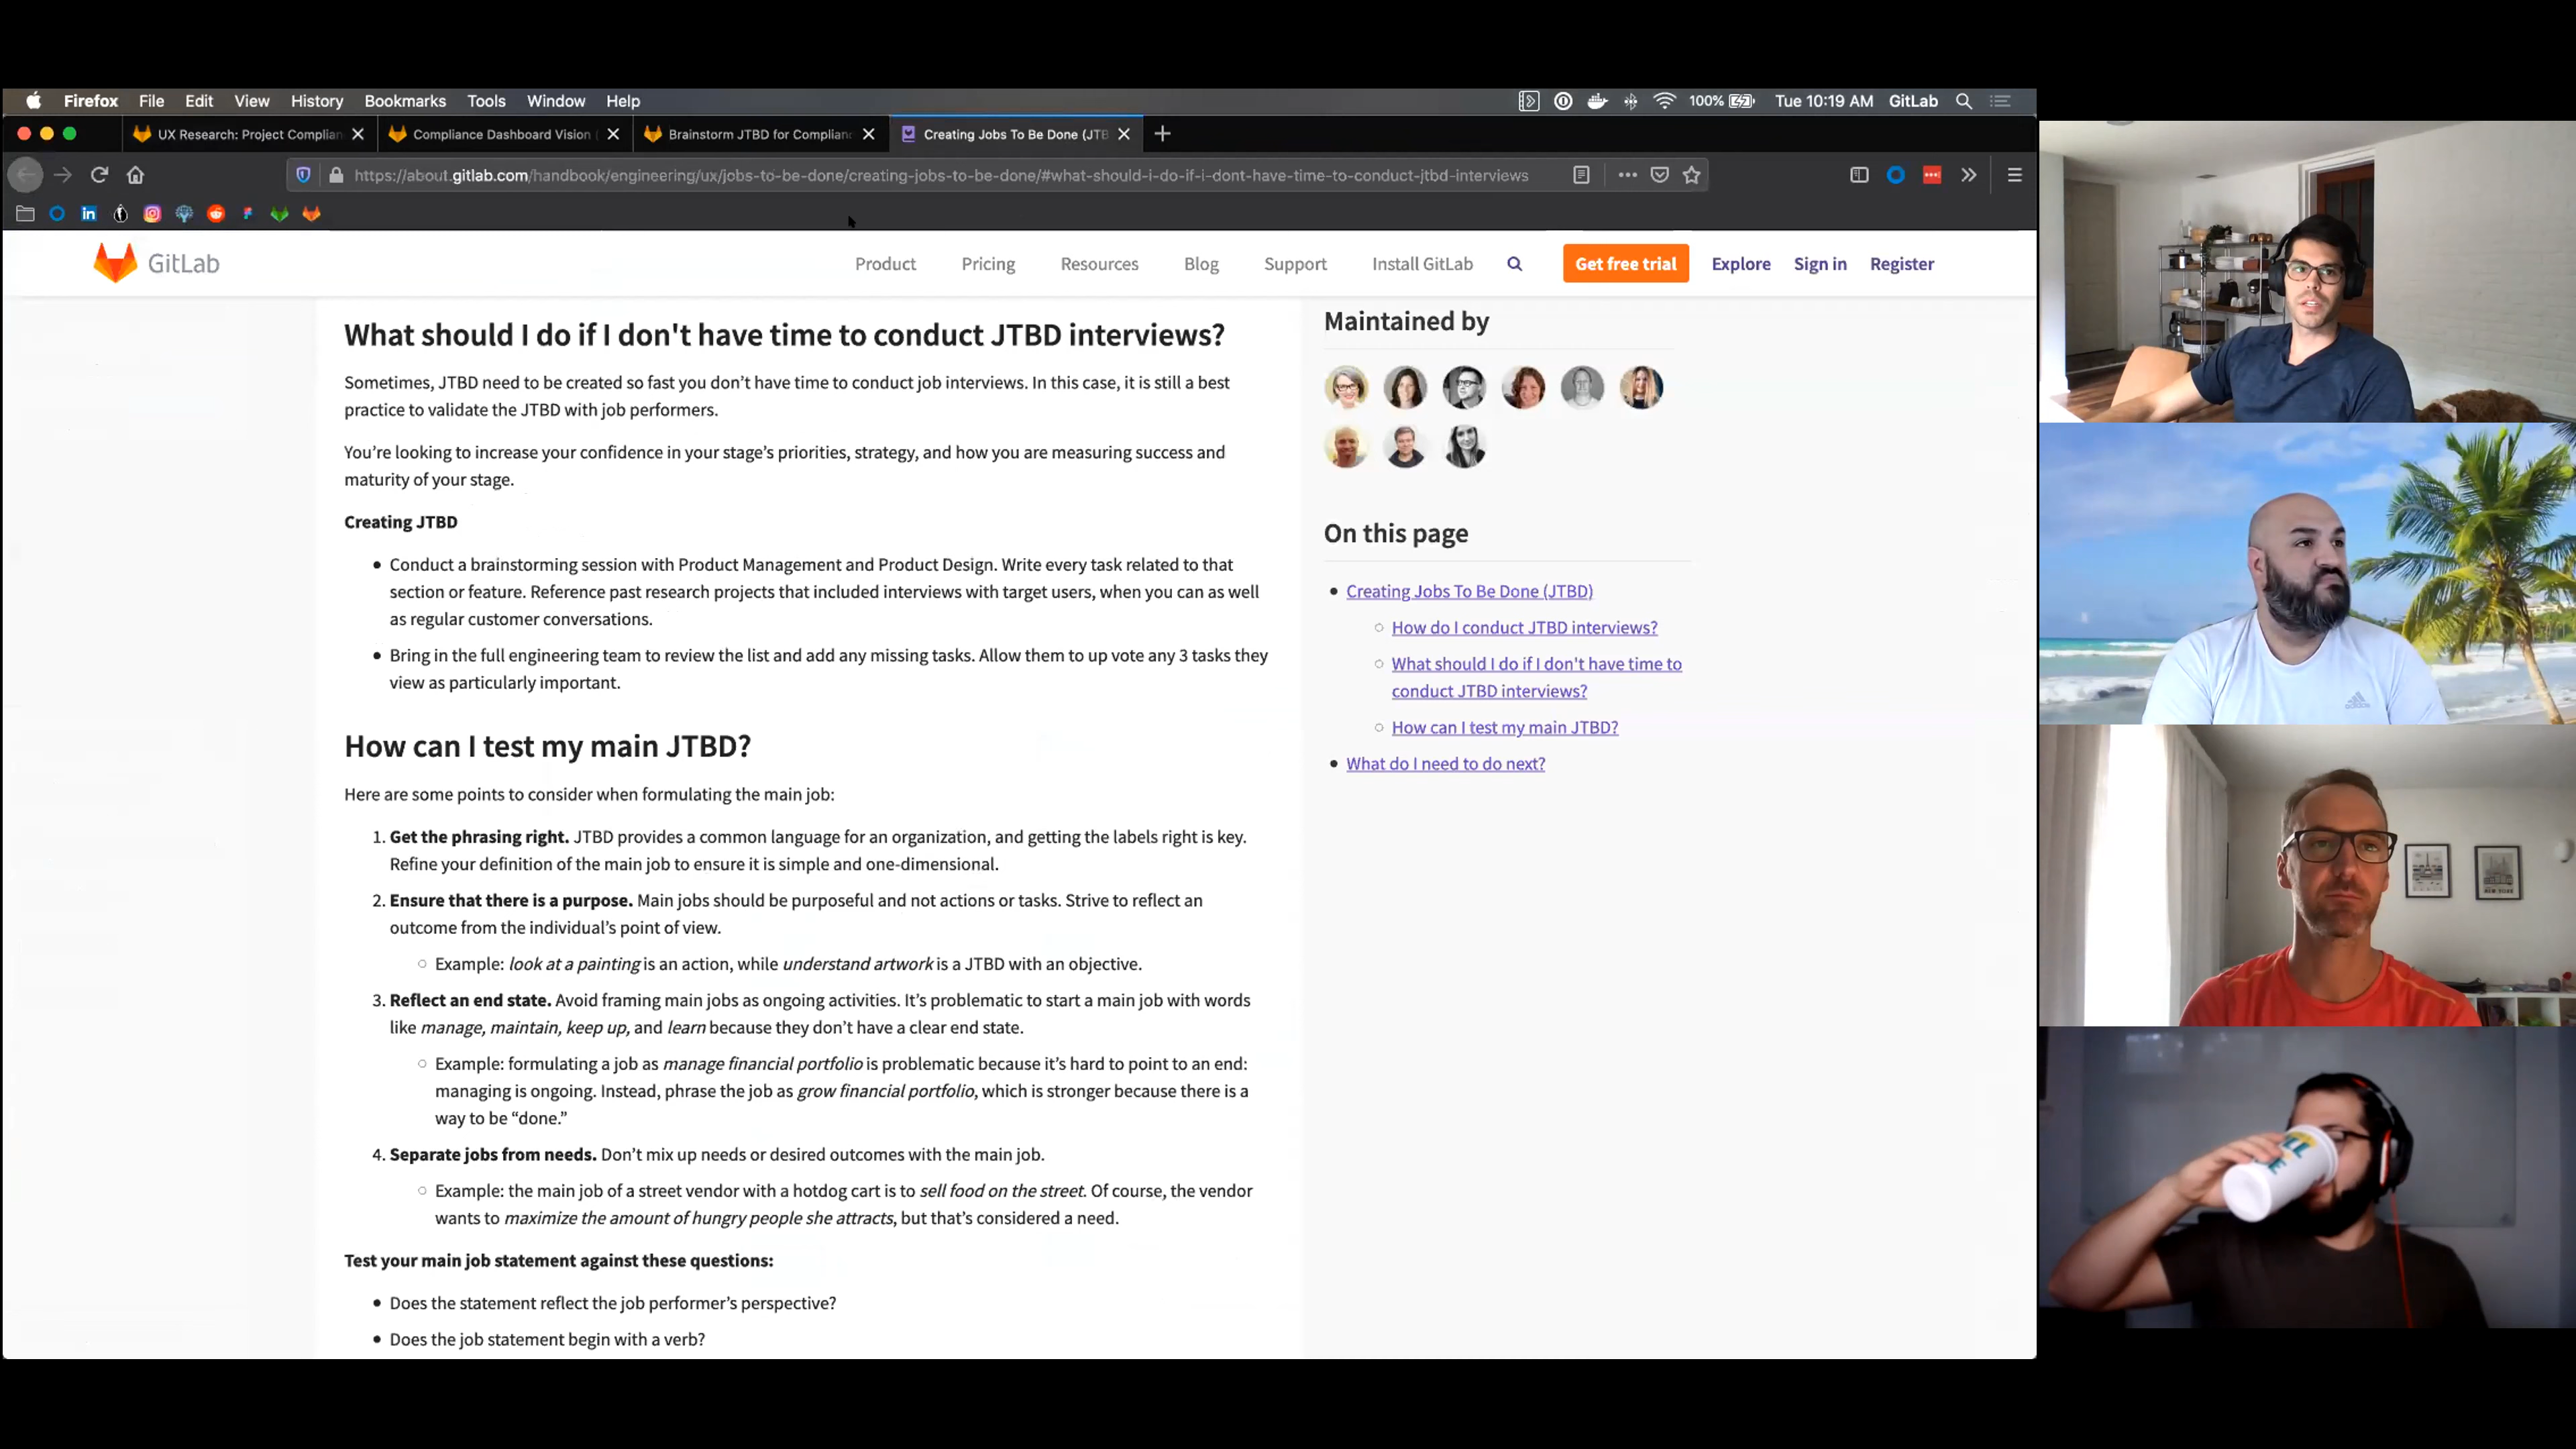 Firefox File Edit View History Bookmarks Tools Window Help 100% Tue 10:19 AM GitLab
UX Research: Project Complian Compliance Dashboard Vision ( Brainstorm JTBD for Complianc Creating Jobs To Be Done (JTB
https://about.gitlab.com/handbook/engineering/ux/jobs-to-be-done/creating-jobs-to-be-done/#what-should-i-do-if-i-dont-have-time-to-conduct-jtbd-interviews
GitLab Product Pricing Resources Blog Support Install GitLab Get free trial Explore Sign in Register
What should I do if I don't have time to conduct JTBD interviews?
Sometimes, JTBD need to be created so fast you don’t have time to conduct job interviews. In this case, it is still a best
practice to validate the JTBD with job performers.
You’re looking to increase your confidence in your stage’s priorities, strategy, and how you are measuring success and
maturity of your stage.
Creating JTBD
• Conduct a brainstorming session with Product Management and Product Design. Write every task related to that
section or feature. Reference past research projects that included interviews with target users, when you can as well
as regular customer conversations.
• Bring in the full engineering team to review the list and add any missing tasks. Allow them to up vote any 3 tasks they
view as particularly important.
How can I test my main JTBD?
Here are some points to consider when formulating the main job:
1. Get the phrasing right. JTBD provides a common language for an organization, and getting the labels right is key.
Refine your definition of the main job to ensure it is simple and one-dimensional.
2. Ensure that there is a purpose. Main jobs should be purposeful and not actions or tasks. Strive to reflect an
outcome from the individual’s point of view.
Example: look at a painting is an action, while understand artwork is a JTBD with an objective.
3. Reflect an end state. Avoid framing main jobs as ongoing activities. It’s problematic to start a main job with words
like manage, maintain, keep up, and learn because they don’t have a clear end state.
Example: formulating a job as manage financial portfolio is problematic because it’s hard to point to an end:
managing is ongoing. Instead, phrase the job as grow financial portfolio, which is stronger because there is a
way to be “done.”
4. Separate jobs from needs. Don’t mix up needs or desired outcomes with the main job.
Example: the main job of a street vendor with a hotdog cart is to sell food on the street. Of course, the vendor
wants to maximize the amount of hungry people she attracts, but that’s considered a need.
Test your main job statement against these questions:
• Does the statement reflect the job performer’s perspective?
• Does the job statement begin with a verb?
Maintained by
On this page
• Creating Jobs To Be Done (JTBD)
How do I conduct JTBD interviews?
What should I do if I don't have time to
conduct JTBD interviews?
How can I test my main JTBD?
• What do I need to do next?
adidas